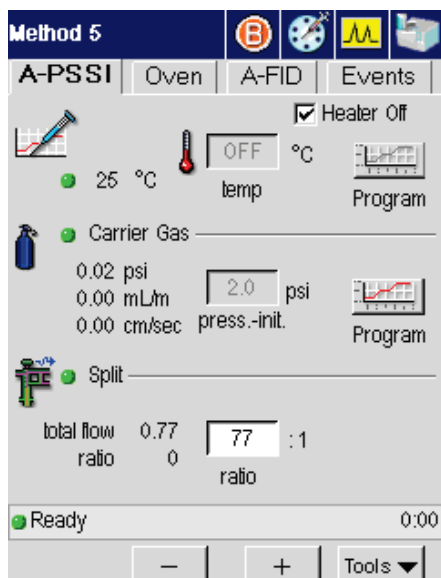 Method 5 B
A-PSSI Oven A-FID Events
Heater Off
OFF °C
25 °C temp Program
Carrier Gas
0.02 psi
0.00 mL/m 2.0 psi
0.00 cm/sec press.-init. Program
Split
total flow 0.77 77 :1
ratio 0 ratio
Ready 0:00
− + Tools